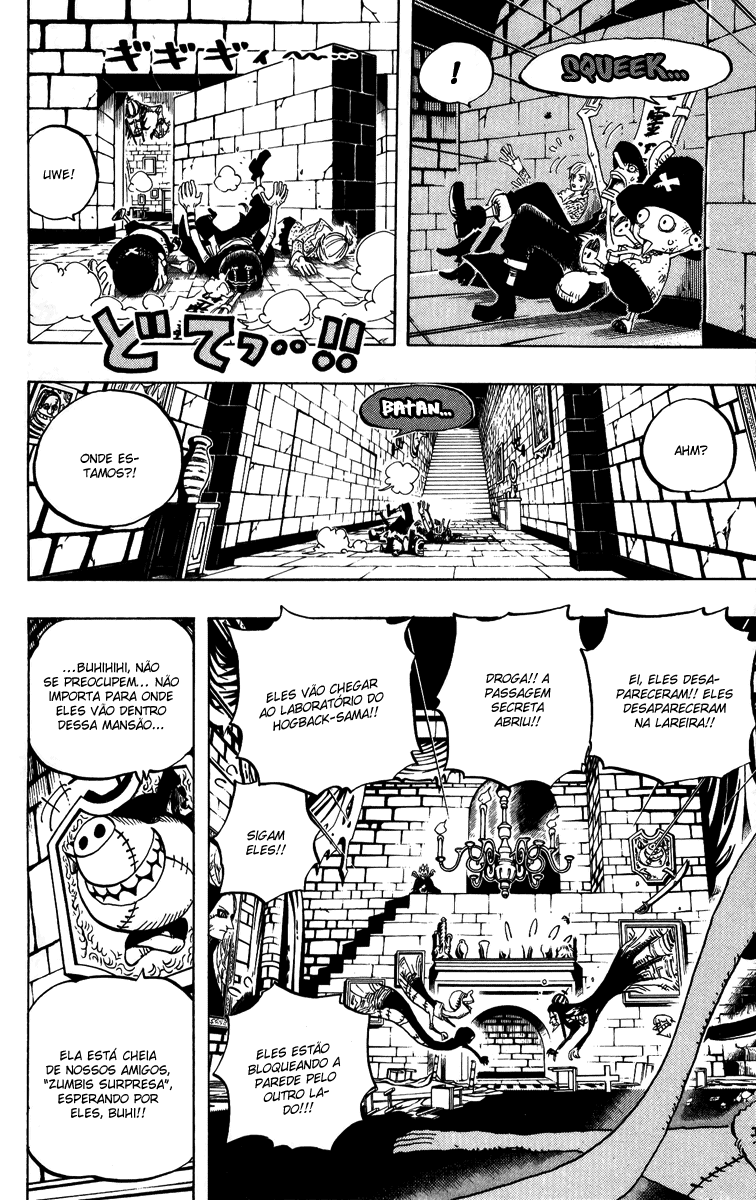 !
SQUEEK...
霊
ギギギィ〜〜...
UWE!
どてっ...!!
AHM?
BATAN...
ONDE ES-
TAMOS?!
EI, ELES DESA-
PARECERAM!! ELES
DESAPARECERAM
NA LAREIRA!!
DROGA!! A
PASSAGEM
SECRETA
ABRIU!!
ELES VÃO CHEGAR
AO LABORATÓRIO DO
HOGBACK-SAMA!!
SIGAM
ELES!!
ELES ESTÃO
BLOQUEANDO A
PAREDE PELO
OUTRO LA-
DO!!!
...BUHIHIHI, NÃO
SE PREOCUPEM... NÃO
IMPORTA PARA ONDE
ELES VÃO DENTRO
DESSA MANSÃO...
ELA ESTÁ CHEIA
DE NOSSOS AMIGOS,
"ZUMBIS SURPRESA",
ESPERANDO POR
ELES, BUHI!!